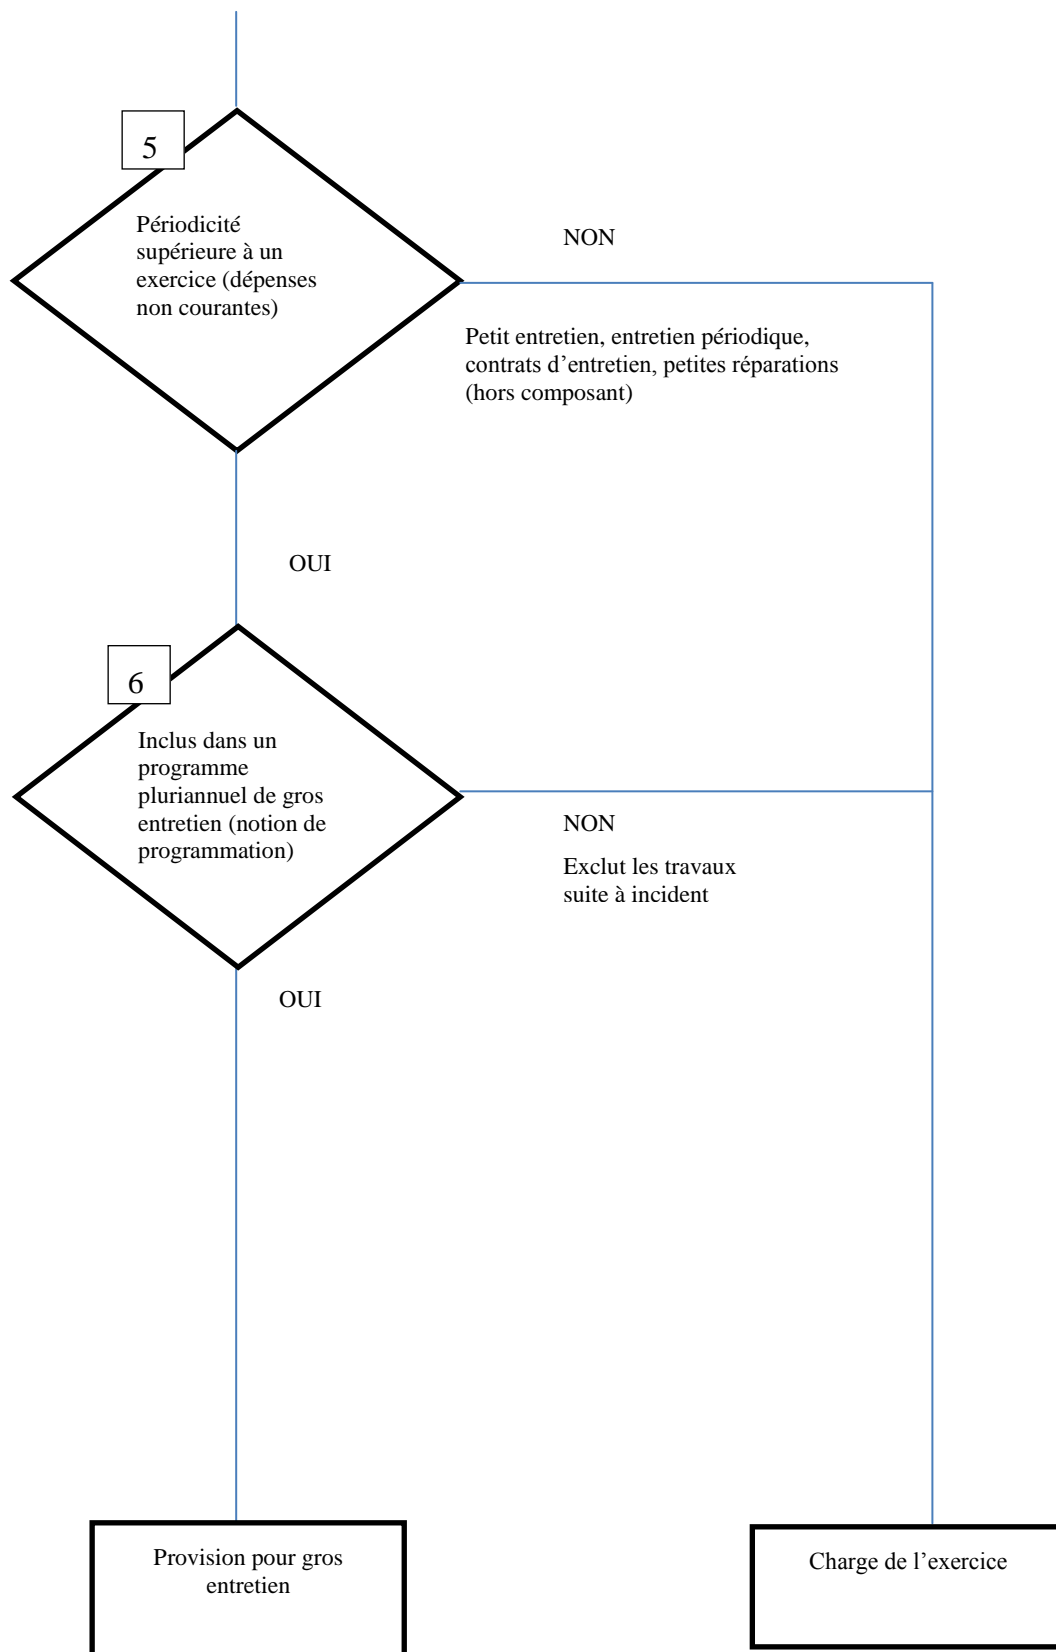 5
Périodicité
supérieure à un
exercice (dépenses
non courantes)
NON
Petit entretien, entretien périodique,
contrats d’entretien, petites réparations
(hors composant)
OUI
6
Inclus dans un
programme
pluriannuel de gros
entretien (notion de
programmation)
NON
Exclut les travaux
suite à incident
OUI
Provision pour gros
entretien
Charge de l’exercice